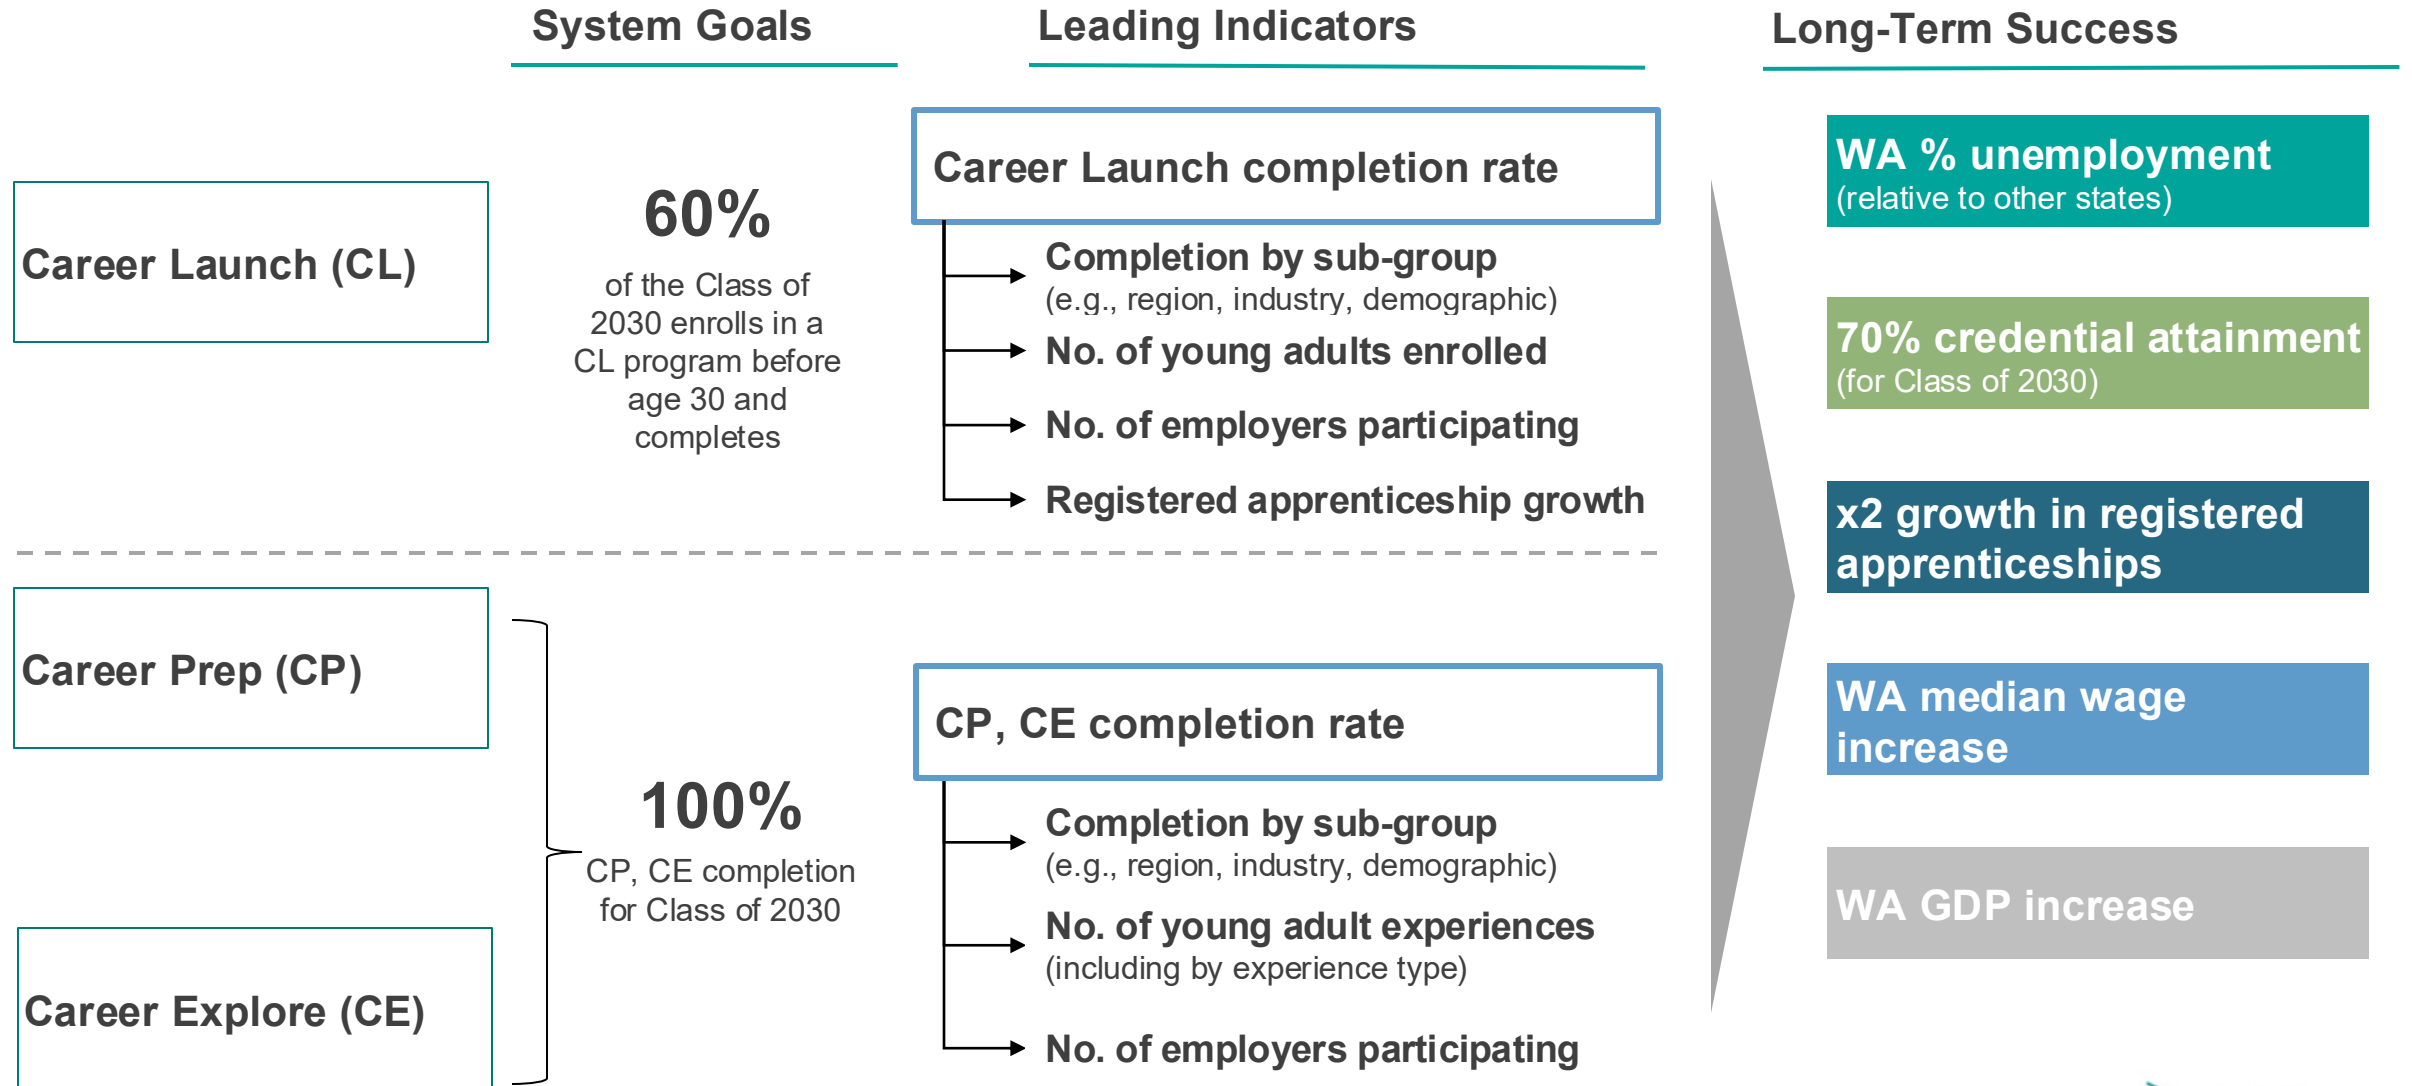 System Goals
Leading Indicators
Long-Term Success
Career Launch (CL)
60%
of the Class of
2030 enrolls in a
CL program before
age 30 and
completes
Career Launch completion rate
Completion by sub-group
(e.g., region, industry, demographic)
No. of young adults enrolled
No. of employers participating
Registered apprenticeship growth
Career Prep (CP)
Career Explore (CE)
100%
CP, CE completion
for Class of 2030
CP, CE completion rate
Completion by sub-group
(e.g., region, industry, demographic)
No. of young adult experiences
(including by experience type)
No. of employers participating
WA % unemployment
(relative to other states)
70% credential attainment
(for Class of 2030)
x2 growth in registered
apprenticeships
WA median wage
increase
WA GDP increase